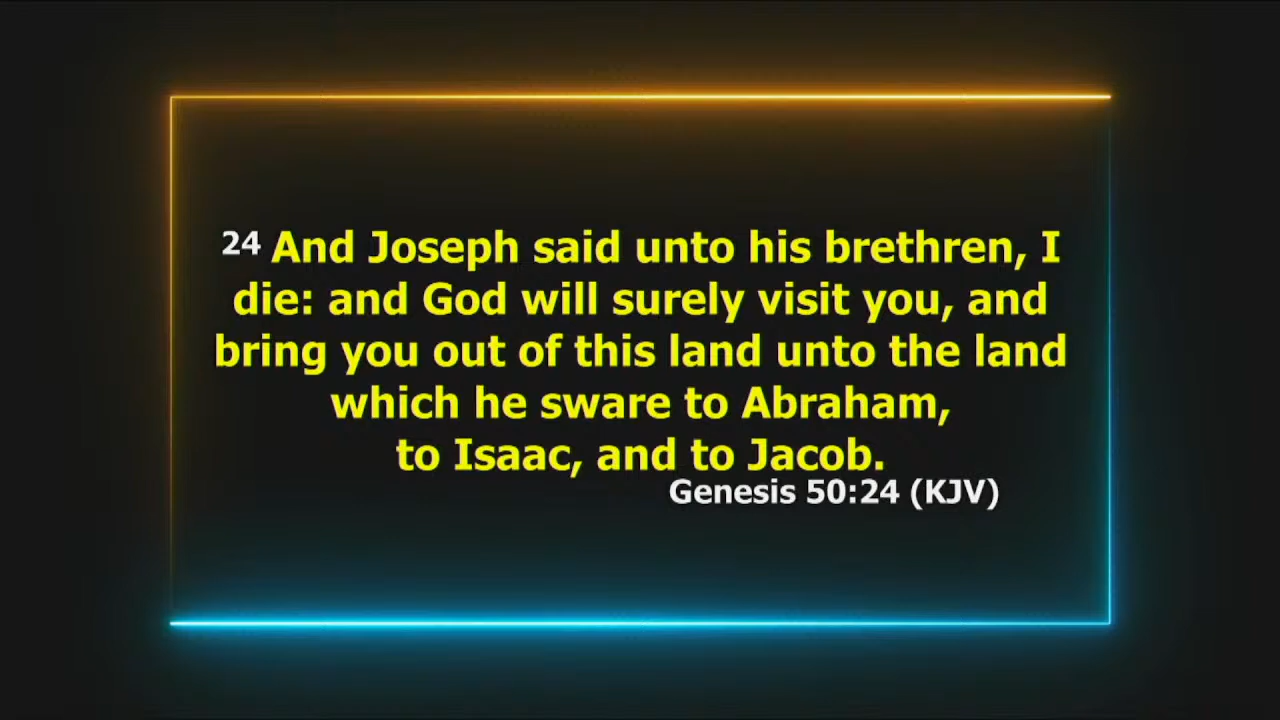 24 And Joseph said unto his brethren, I
die: and God will surely visit you, and
bring you out of this land unto the land
which he sware to Abraham,
to Isaac, and to Jacob.
Genesis 50:24 (KJV)